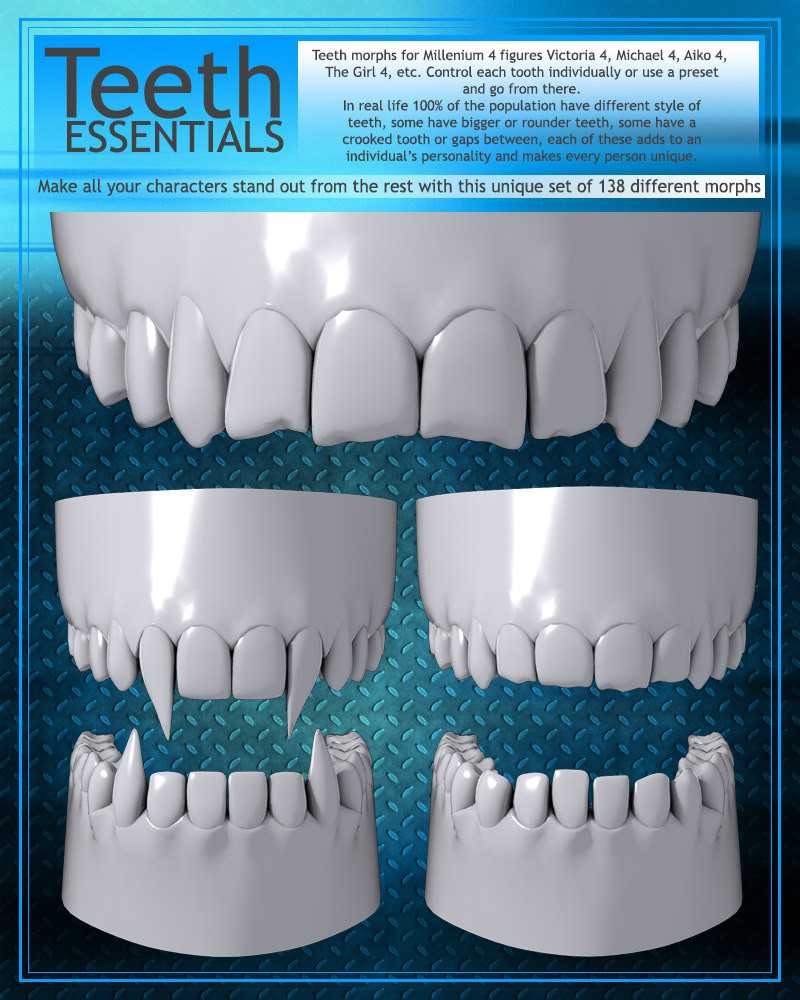 Teeth
ESSENTIALS
Teeth morphs for Millenium 4 figures Victoria 4, Michael 4, Aiko 4,
The Girl 4, etc. Control each tooth individually or use a preset
and go from there.
In real life 100% of the population have different style of
teeth, some have bigger or rounder teeth, some have a
crooked tooth or gaps between, each of these adds to an
individual's personality and makes every person unique.
Make all your characters stand out from the rest with this unique set of 138 different morphs